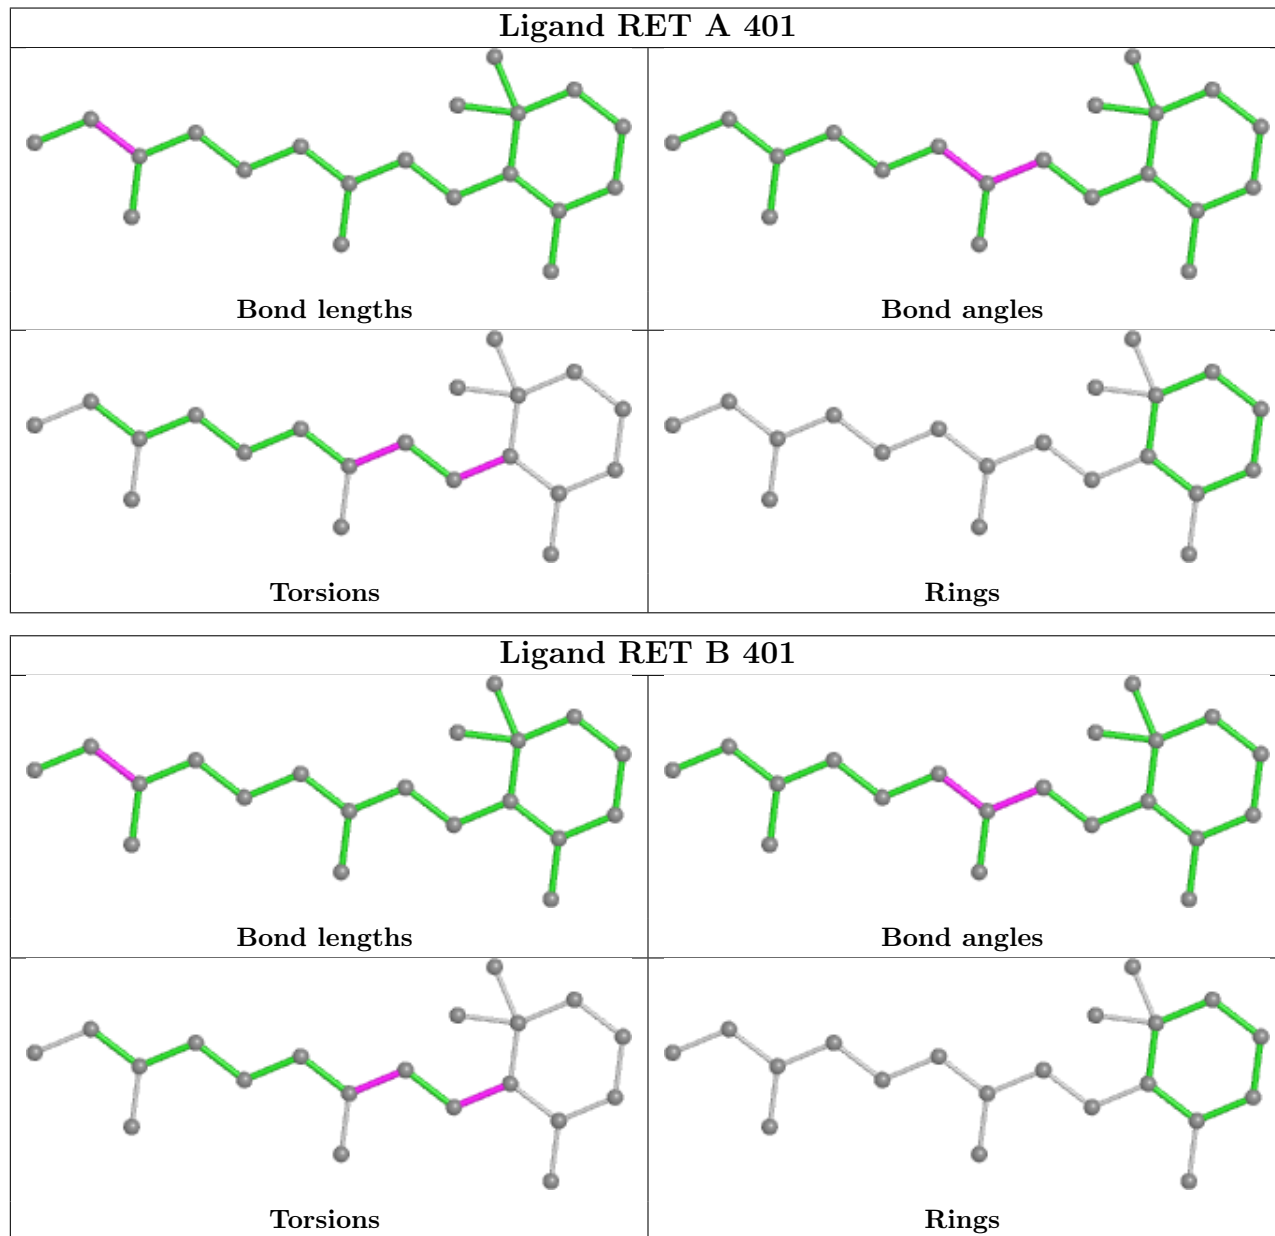 Ligand RET A 401
Bond lengths
Bond angles
Torsions
Rings
Ligand RET B 401
Bond lengths
Bond angles
Torsions
Rings